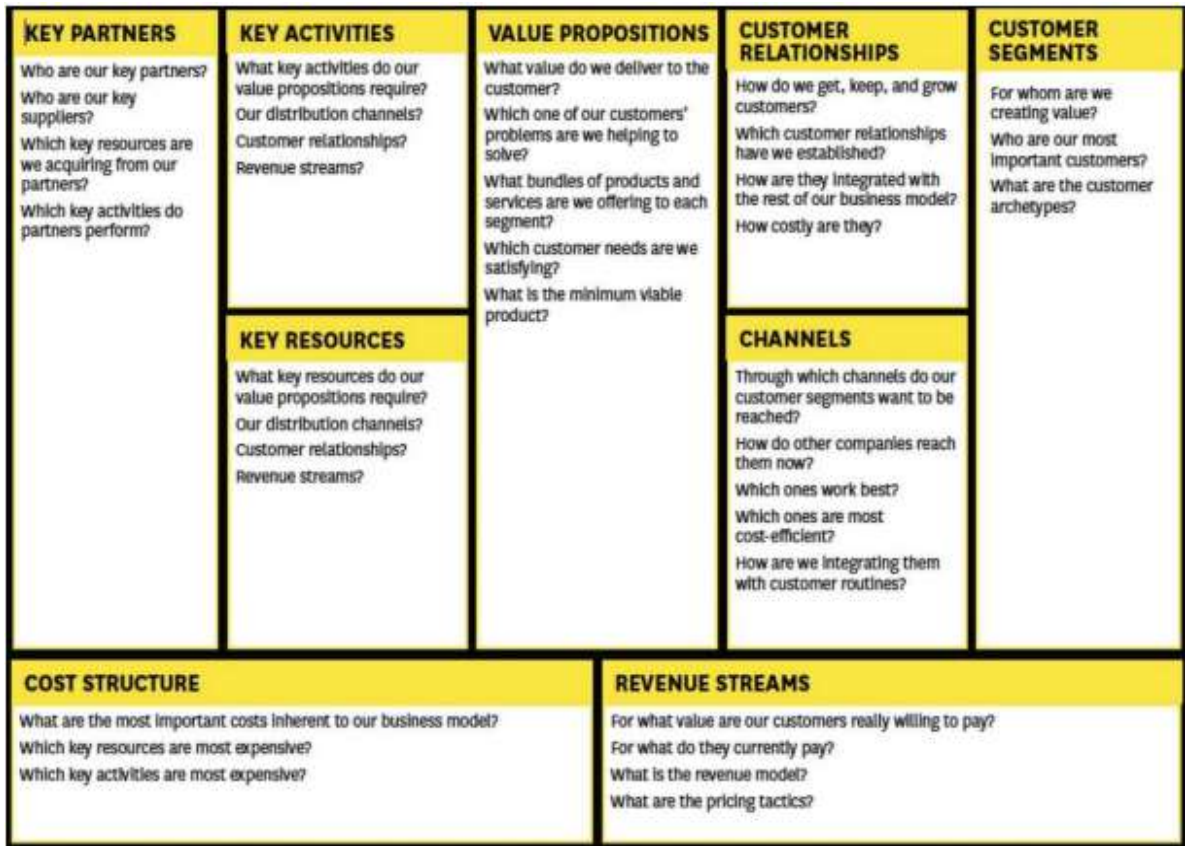 KEY PARTNERS
Who are our key partners?
Who are our key
suppliers?
Which key resources are
we acquiring from our
partners?
Which key activities do
partners perform?
KEY ACTIVITIES
What key activities do our
value propositions require?
Our distribution channels?
Customer relationships?
Revenue streams?
KEY RESOURCES
What key resources do our
value propositions require?
Our distribution channels?
Customer relationships?
Revenue streams?
VALUE PROPOSITIONS
What value do we deliver to the
customer?
Which one of our customers'
problems are we helping to
solve?
What bundles of products and
services are we offering to each
segment?
Which customer needs are we
satisfying?
What is the minimum viable
product?
CUSTOMER
RELATIONSHIPS
How do we get, keep, and grow
customers?
Which customer relationships
have we established?
How are they integrated with
the rest of our business model?
How costly are they?
CHANNELS
Through which channels do our
customer segments want to be
reached?
How do other companies reach
them now?
Which ones work best?
Which ones are most
cost-efficient?
How are we integrating them
with customer routines?
CUSTOMER
SEGMENTS
For whom are we
creating value?
Who are our most
important customers?
What are the customer
archetypes?
COST STRUCTURE
What are the most important costs inherent to our business model?
Which key resources are most expensive?
Which key activities are most expensive?
REVENUE STREAMS
For what value are our customers really willing to pay?
For what do they currently pay?
What is the revenue model?
What are the pricing tactics?